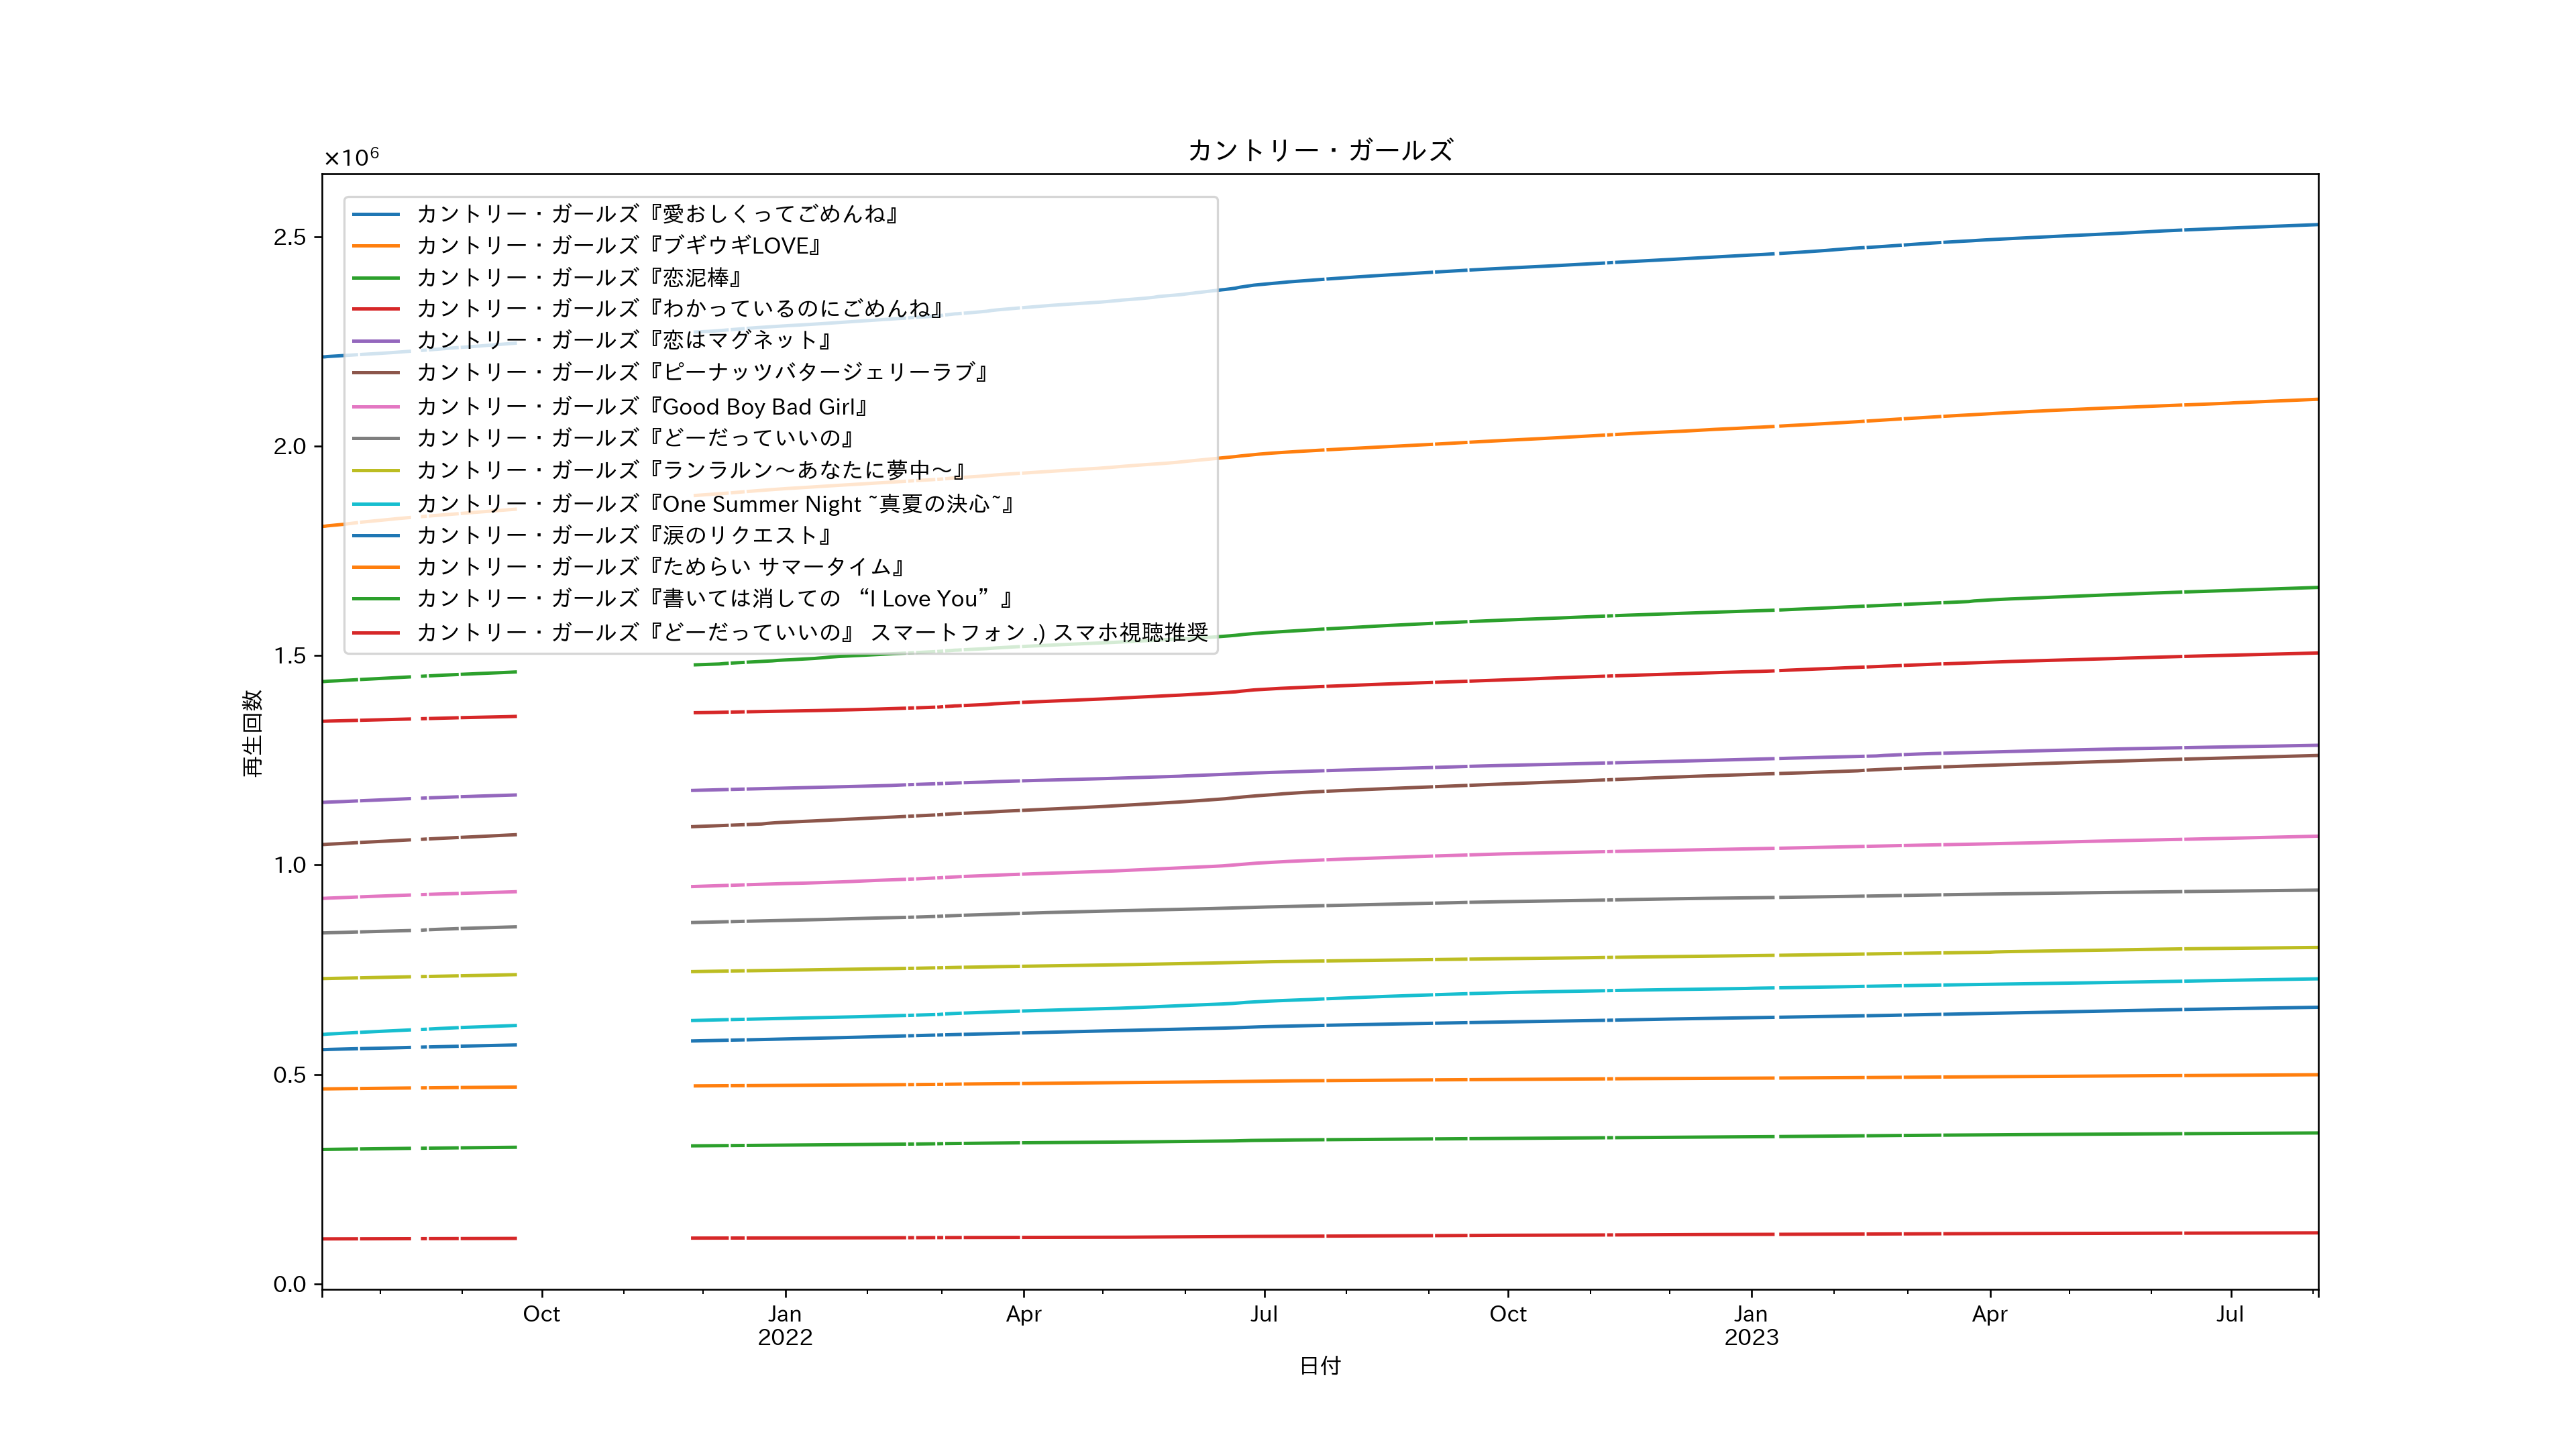 カントリー・ガールズ
×10⁶
カントリー・ガールズ『愛おしくってごめんね』
カントリー・ガールズ『ブギウギLOVE』
カントリー・ガールズ『恋泥棒』
カントリー・ガールズ『わかっているのにごめんね』
カントリー・ガールズ『恋はマグネット』
カントリー・ガールズ『ピーナッツバタージェリーラブ』
カントリー・ガールズ『Good Boy Bad Girl』
カントリー・ガールズ『どーだっていいの』
カントリー・ガールズ『ランラルン～あなたに夢中～』
カントリー・ガールズ『One Summer Night ~真夏の決心~』
カントリー・ガールズ『涙のリクエスト』
カントリー・ガールズ『ためらい サマータイム』
カントリー・ガールズ『書いては消しての “I Love You” 』
カントリー・ガールズ『どーだっていいの』 スマートフォン .) スマホ視聴推奨
2.5
2.0
1.5
1.0
0.5
0.0
再生回数
Oct Jan Apr Jul Oct Jan Apr Jul
2022 2023
日付